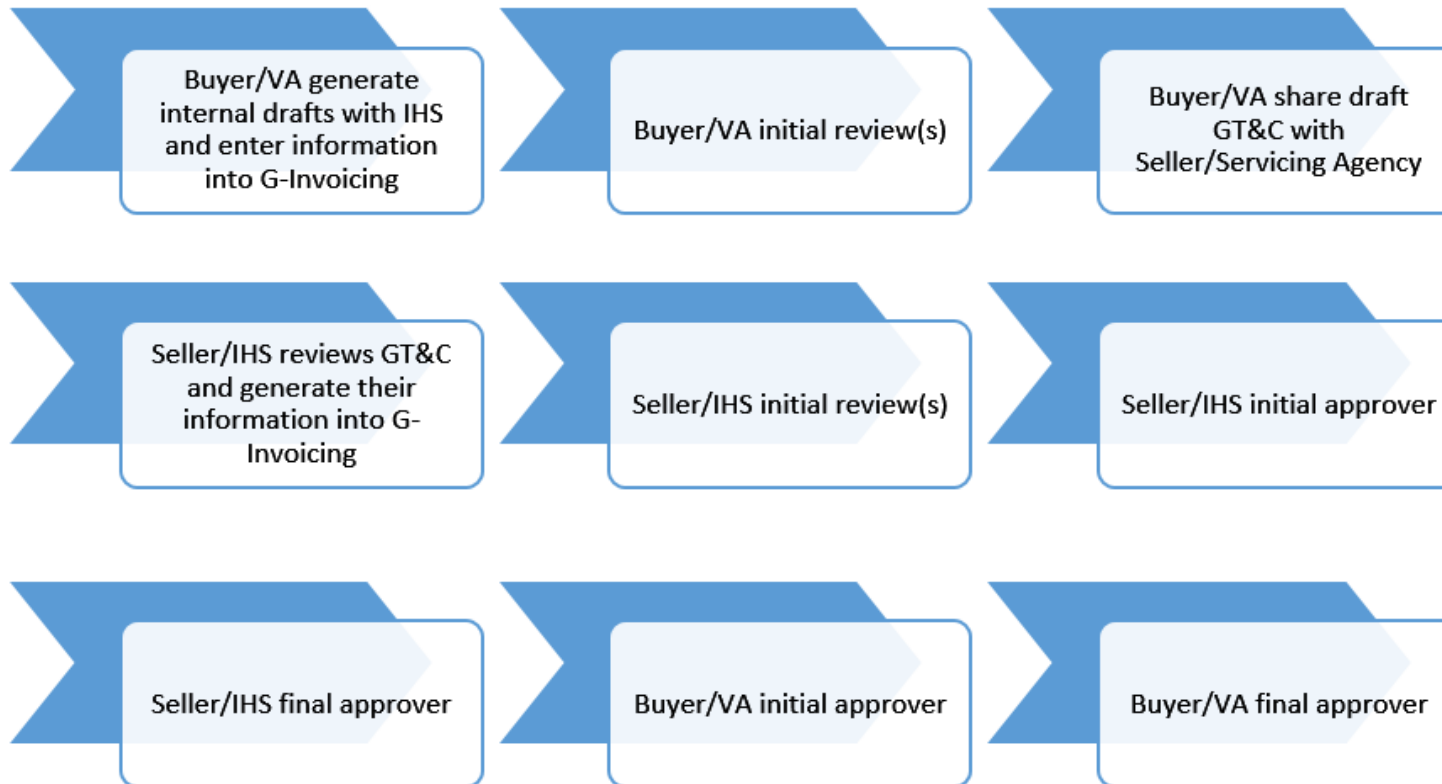 Buyer/VA generate
internal drafts with IHS
and enter information
into G-Invoicing
Buyer/VA initial review(s)
Buyer/VA share draft
GT&C with
Seller/Servicing Agency
Seller/IHS reviews GT&C
and generate their
information into G-
Invoicing
Seller/IHS initial review(s)
Seller/IHS initial approver
Seller/IHS final approver
Buyer/VA initial approver
Buyer/VA final approver